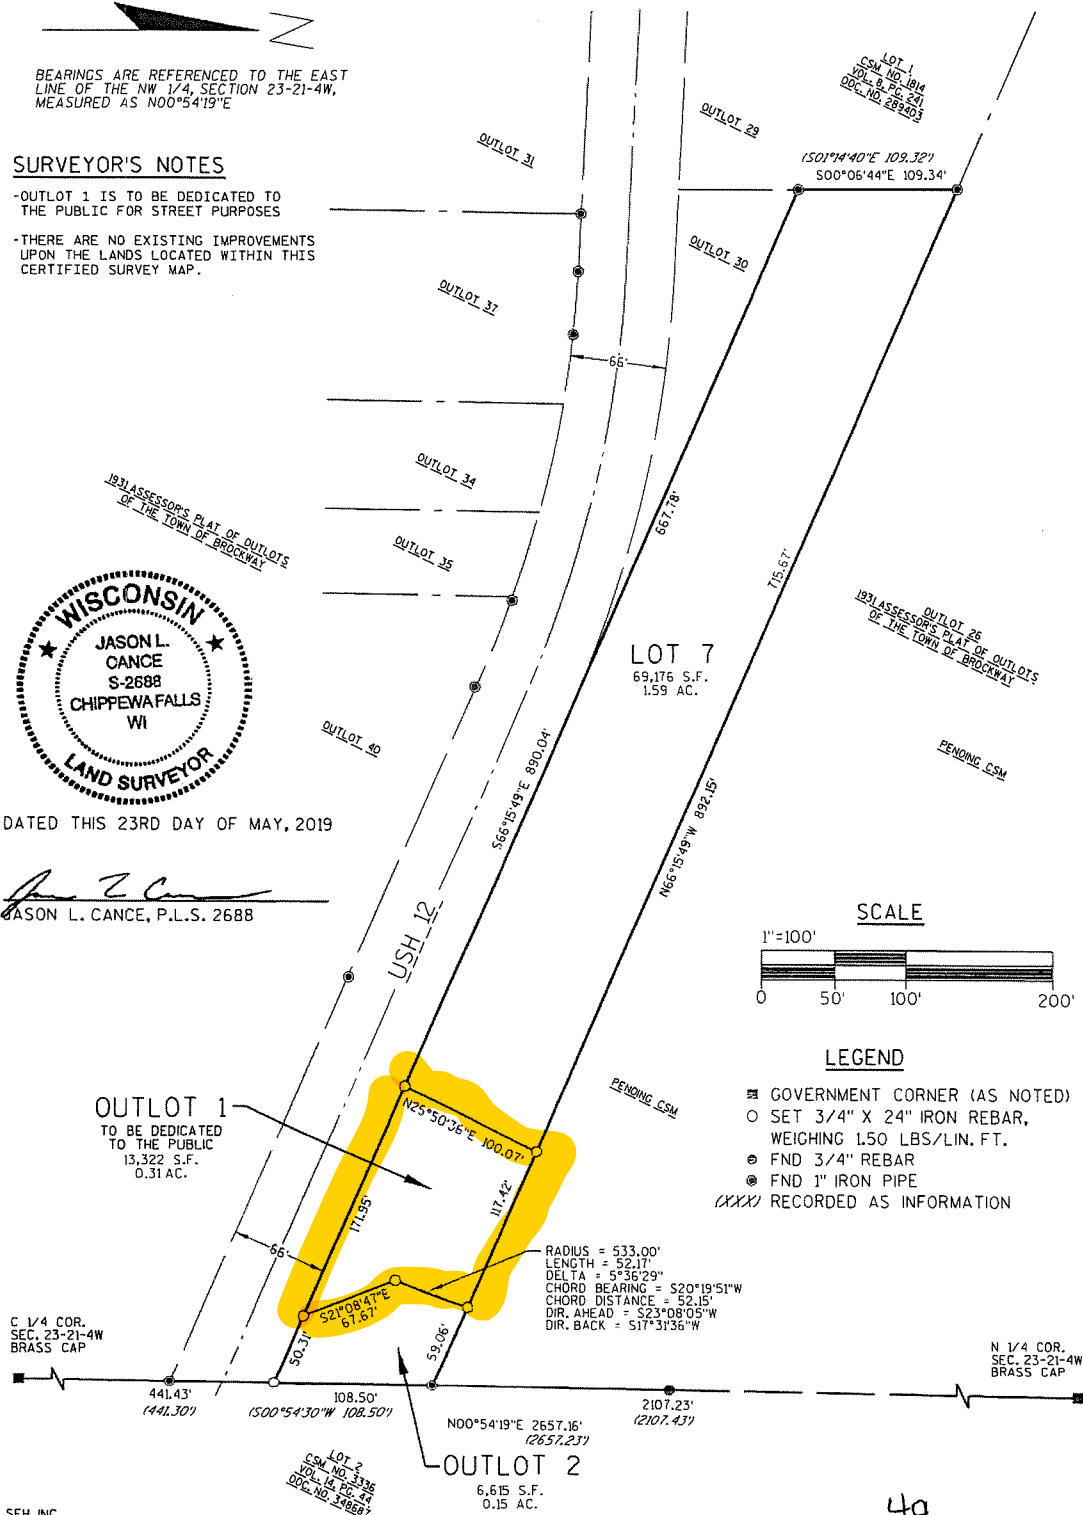 Z
BEARINGS ARE REFERENCED TO THE EAST
LINE OF THE NW 1/4, SECTION 23-21-4W,
MEASURED AS N00°54'19"E
SURVEYOR'S NOTES
-OUTLOT 1 IS TO BE DEDICATED TO
THE PUBLIC FOR STREET PURPOSES
-THERE ARE NO EXISTING IMPROVEMENTS
UPON THE LANDS LOCATED WITHIN THIS
CERTIFIED SURVEY MAP.
LOT 1
CSM NO. 1814
VOL. 8, PG. 241
DOC. NO. 289403
OUTLOT 29
OUTLOT 31
(S01°14'40"E 109.32')
S00°06'44"E 109.34'
OUTLOT 30
OUTLOT 37
66'
OUTLOT 34
667.78'
1931 ASSESSOR'S PLAT OF OUTLOTS
OF THE TOWN OF BROCKWAY
OUTLOT 35
715.67'
WISCONSIN
JASON L.
CANCE
S-2688
CHIPPEWA FALLS
WI
LAND SURVEYOR
OUTLOT 26
1931 ASSESSOR'S PLAT OF OUTLOTS
OF THE TOWN OF BROCKWAY
LOT 7
69,176 S.F.
1.59 AC.
OUTLOT 40
PENDING CSM
S66°15'49"E 890.04'
N66°15'49"W 892.15'
DATED THIS 23RD DAY OF MAY, 2019
JASON L. CANCE, P.L.S. 2688
USH 12
SCALE
1"=100'
0 50' 100' 200'
LEGEND
GOVERNMENT CORNER (AS NOTED)
SET 3/4" X 24" IRON REBAR,
WEIGHING 1.50 LBS/LIN. FT.
FND 3/4" REBAR
FND 1" IRON PIPE
(XXX) RECORDED AS INFORMATION
PENDING CSM
OUTLOT 1
TO BE DEDICATED
TO THE PUBLIC
13,322 S.F.
0.31 AC.
N25°50'36"E 100.07'
171.95'
117.42'
66'
RADIUS = 533.00'
LENGTH = 52.17'
DELTA = 5°36'29"
CHORD BEARING = S20°19'51"W
CHORD DISTANCE = 52.15'
DIR. AHEAD = S23°08'05"W
DIR. BACK = S17°31'36"W
S21°08'47"E
67.67'
50.31'
59.06'
C 1/4 COR.
SEC. 23-21-4W
BRASS CAP
N 1/4 COR.
SEC. 23-21-4W
BRASS CAP
441.43'
(441.30')
108.50'
(S00°54'30"W 108.50')
N00°54'19"E 2657.16'
(2657.23')
2107.23'
(2107.43')
LOT 2
CSM NO. 3336
VOL. 14, PG. 44
DOC. NO. 348687
OUTLOT 2
6,615 S.F.
0.15 AC.
SEH INC